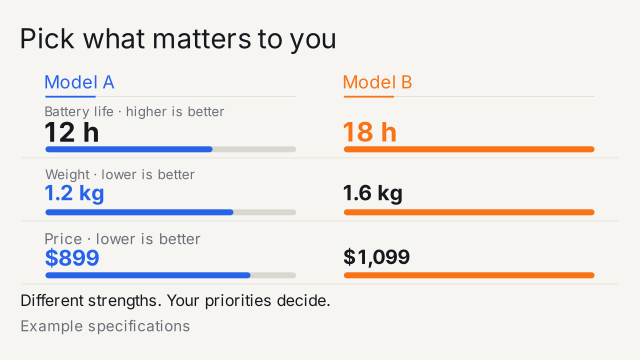 Pick what matters to you
Model A
Model B
Battery life · higher is better
12 h
18 h
Weight · lower is better
1.2 kg
1.6 kg
Price · lower is better
$899
$1,099
Different strengths. Your priorities decide.
Example specifications